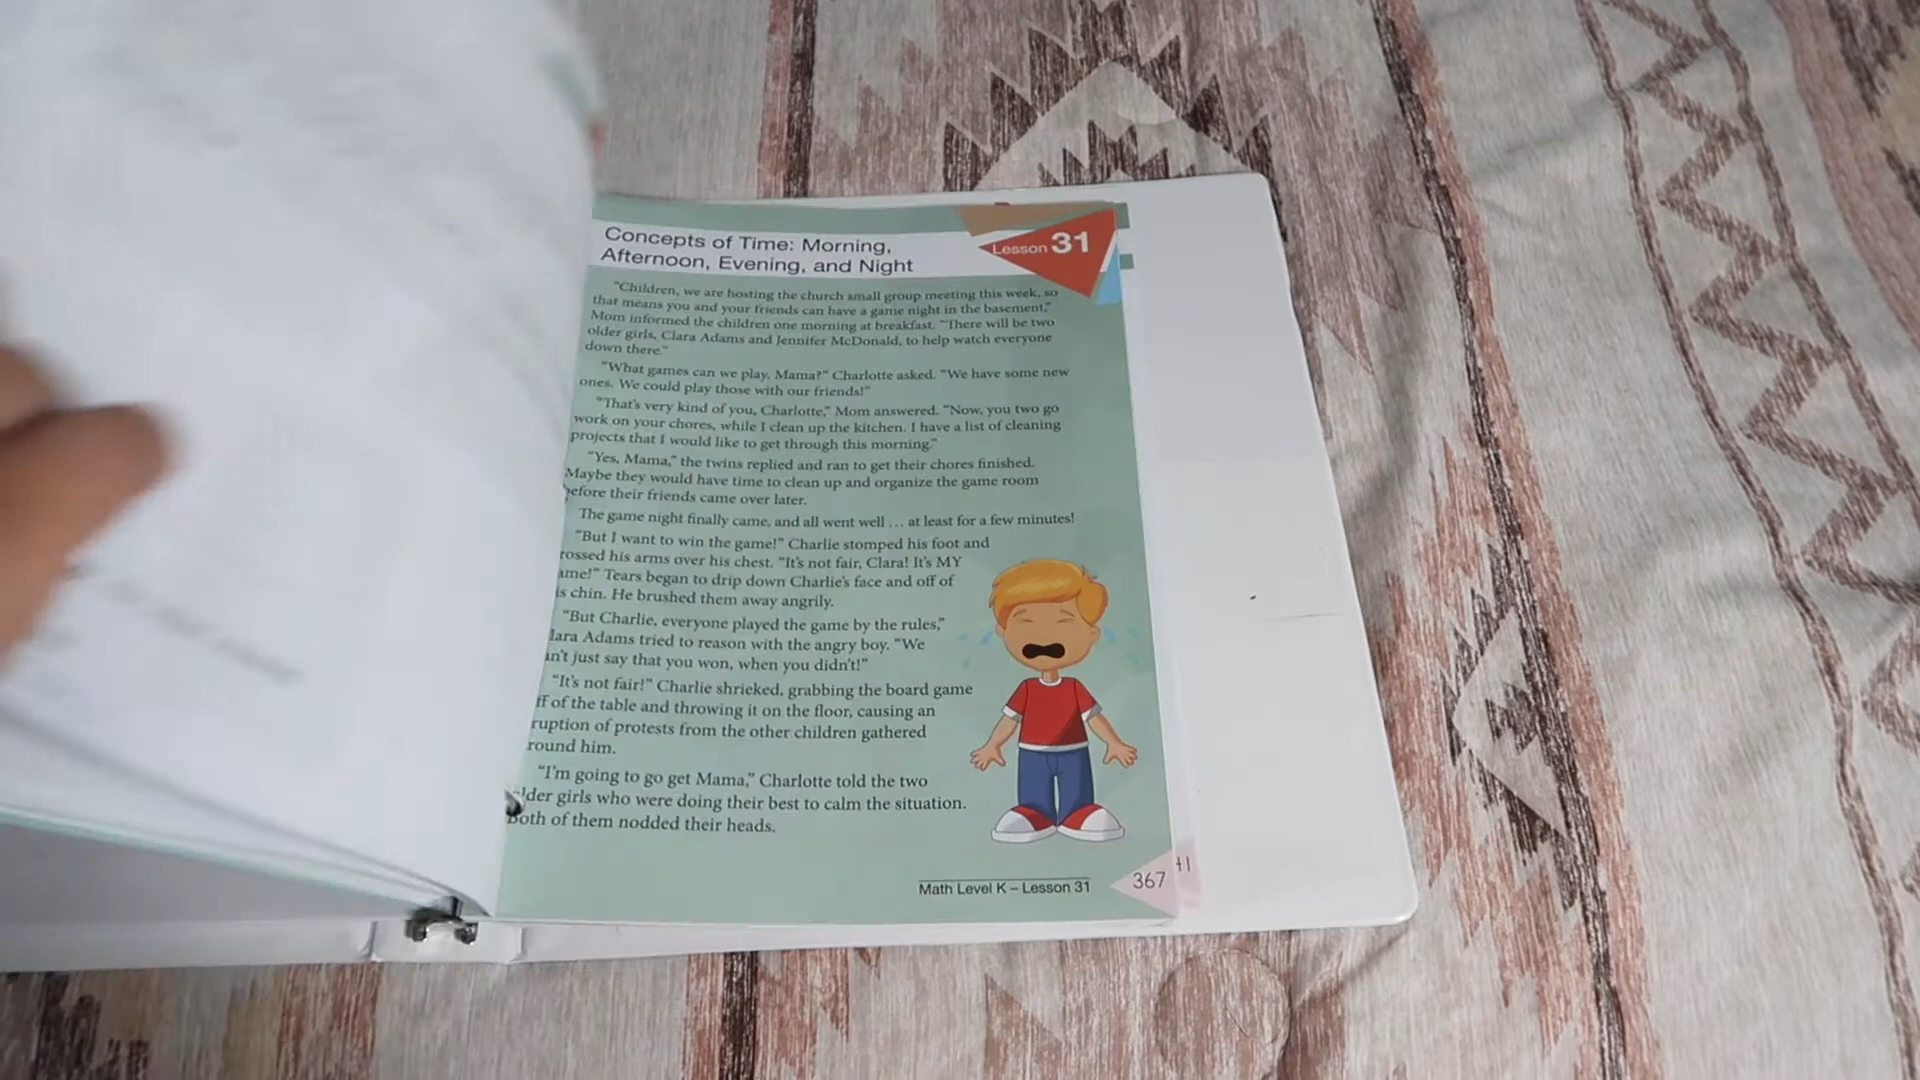 Concepts of Time: Morning,
Afternoon, Evening, and Night
Lesson 31
"Children, we are hosting the church small group meeting this week, so
that means you and your friends can have a game night in the basement,"
Mom informed the children one morning at breakfast. "There will be two
older girls, Clara Adams and Jennifer McDonald, to help watch everyone
down there."
"What games can we play, Mama?" Charlotte asked. "We have some new
ones. We could play those with our friends!"
"That's very kind of you, Charlotte," Mom answered. "Now, you two go
work on your chores, while I clean up the kitchen. I have a list of cleaning
projects that I would like to get through this morning."
"Yes, Mama," the twins replied and ran to get their chores finished.
Maybe they would have time to clean up and organize the game room
before their friends came over later.
The game night finally came, and all went well ... at least for a few minutes!
"But I want to win the game!" Charlie stomped his foot and
rossed his arms over his chest. "It's not fair, Clara! It's MY
ame!" Tears began to drip down Charlie's face and off of
is chin. He brushed them away angrily.
"But Charlie, everyone played the game by the rules,"
lara Adams tried to reason with the angry boy. "We
an't just say that you won, when you didn't!"
"It's not fair!" Charlie shrieked, grabbing the board game
ff of the table and throwing it on the floor, causing an
ruption of protests from the other children gathered
round him.
"I'm going to go get Mama," Charlotte told the two
lder girls who were doing their best to calm the situation.
Both of them nodded their heads.
Math Level K – Lesson 31
367